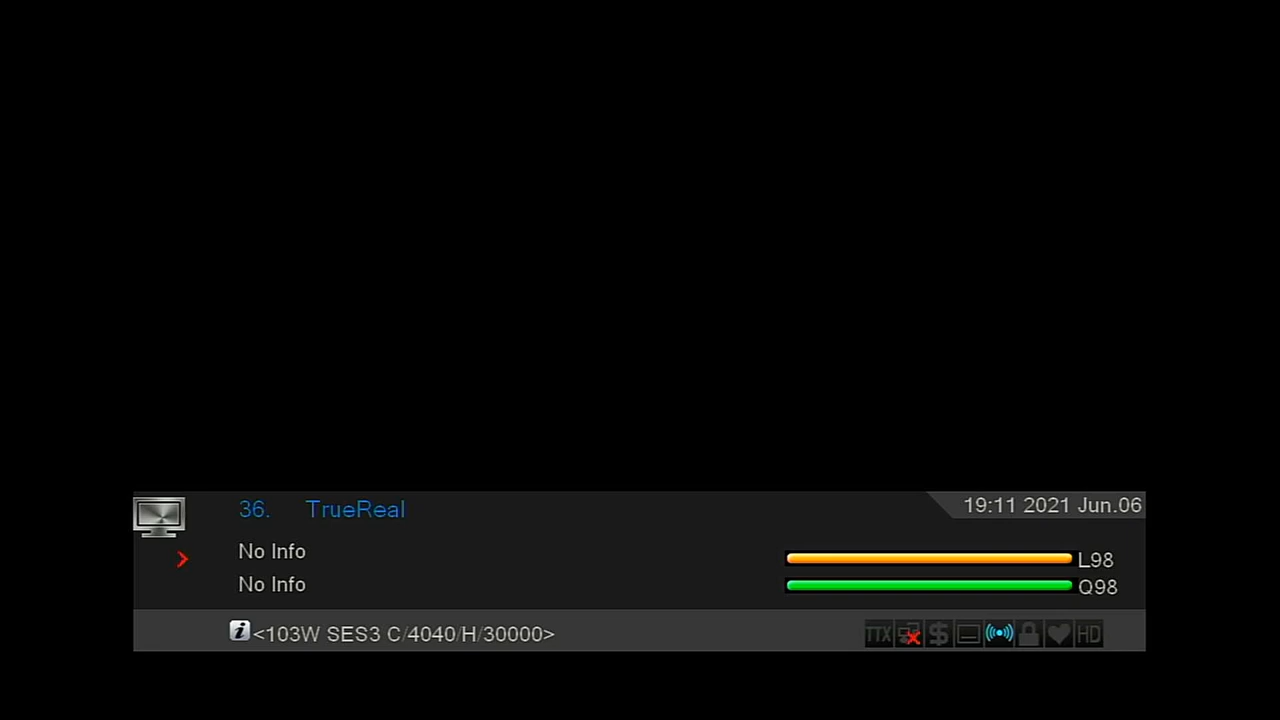 36. TrueReal
19:11 2021 Jun.06
No Info
L98
No Info
Q98
<103W SES3 C/4040/H/30000>
TTX
$
HD